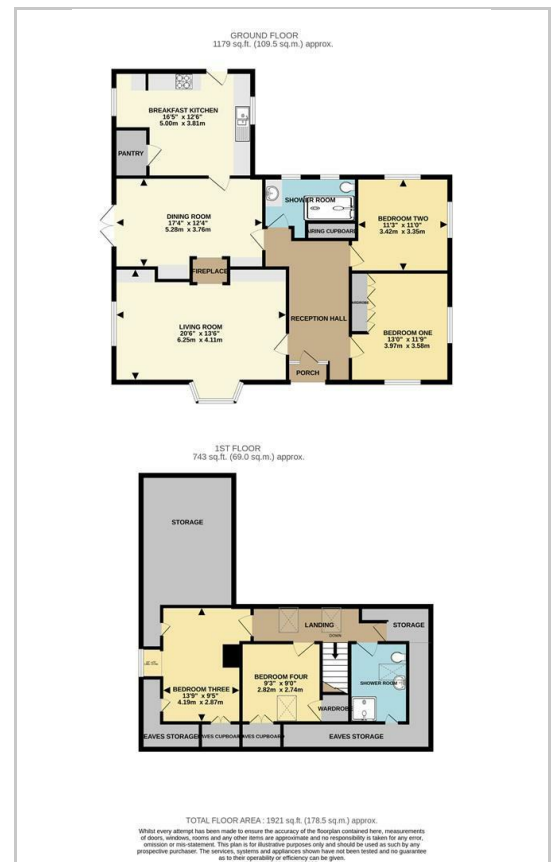 GROUND FLOOR
1179 sq.ft. (109.5 sq.m.) approx.
BREAKFAST KITCHEN
16'5" x 12'6"
5.00m x 3.81m
PANTRY
DINING ROOM
17'4" x 12'4"
5.28m x 3.76m
SHOWER ROOM
AIRING CUPBOARD
BEDROOM TWO
11'3" x 11'0"
3.42m x 3.35m
FIREPLACE
LIVING ROOM
20'6" x 13'6"
6.25m x 4.11m
RECEPTION HALL
BEDROOM ONE
13'0" x 11'9"
3.97m x 3.58m
PORCH
1ST FLOOR
743 sq.ft. (69.0 sq.m.) approx.
STORAGE
LANDING
DOWN
STORAGE
BEDROOM THREE
13'9" x 9'5"
4.19m x 2.87m
BEDROOM FOUR
9'3" x 9'0"
2.82m x 2.74m
SHOWER ROOM
WARDROBE
EAVES STORAGE
EAVES CUPBOARD
EAVES CUPBOARD
EAVES STORAGE
TOTAL FLOOR AREA : 1921 sq.ft. (178.5 sq.m.) approx.
Whilst every attempt has been made to ensure the accuracy of the floorplan contained here, measurements
of doors, windows, rooms and any other items are approximate and no responsibility is taken for any error,
omission or mis-statement. This plan is for illustrative purposes only and should be used as such by any
prospective purchaser. The services, systems and appliances shown have not been tested and no guarantee
as to their operability or efficiency can be given.